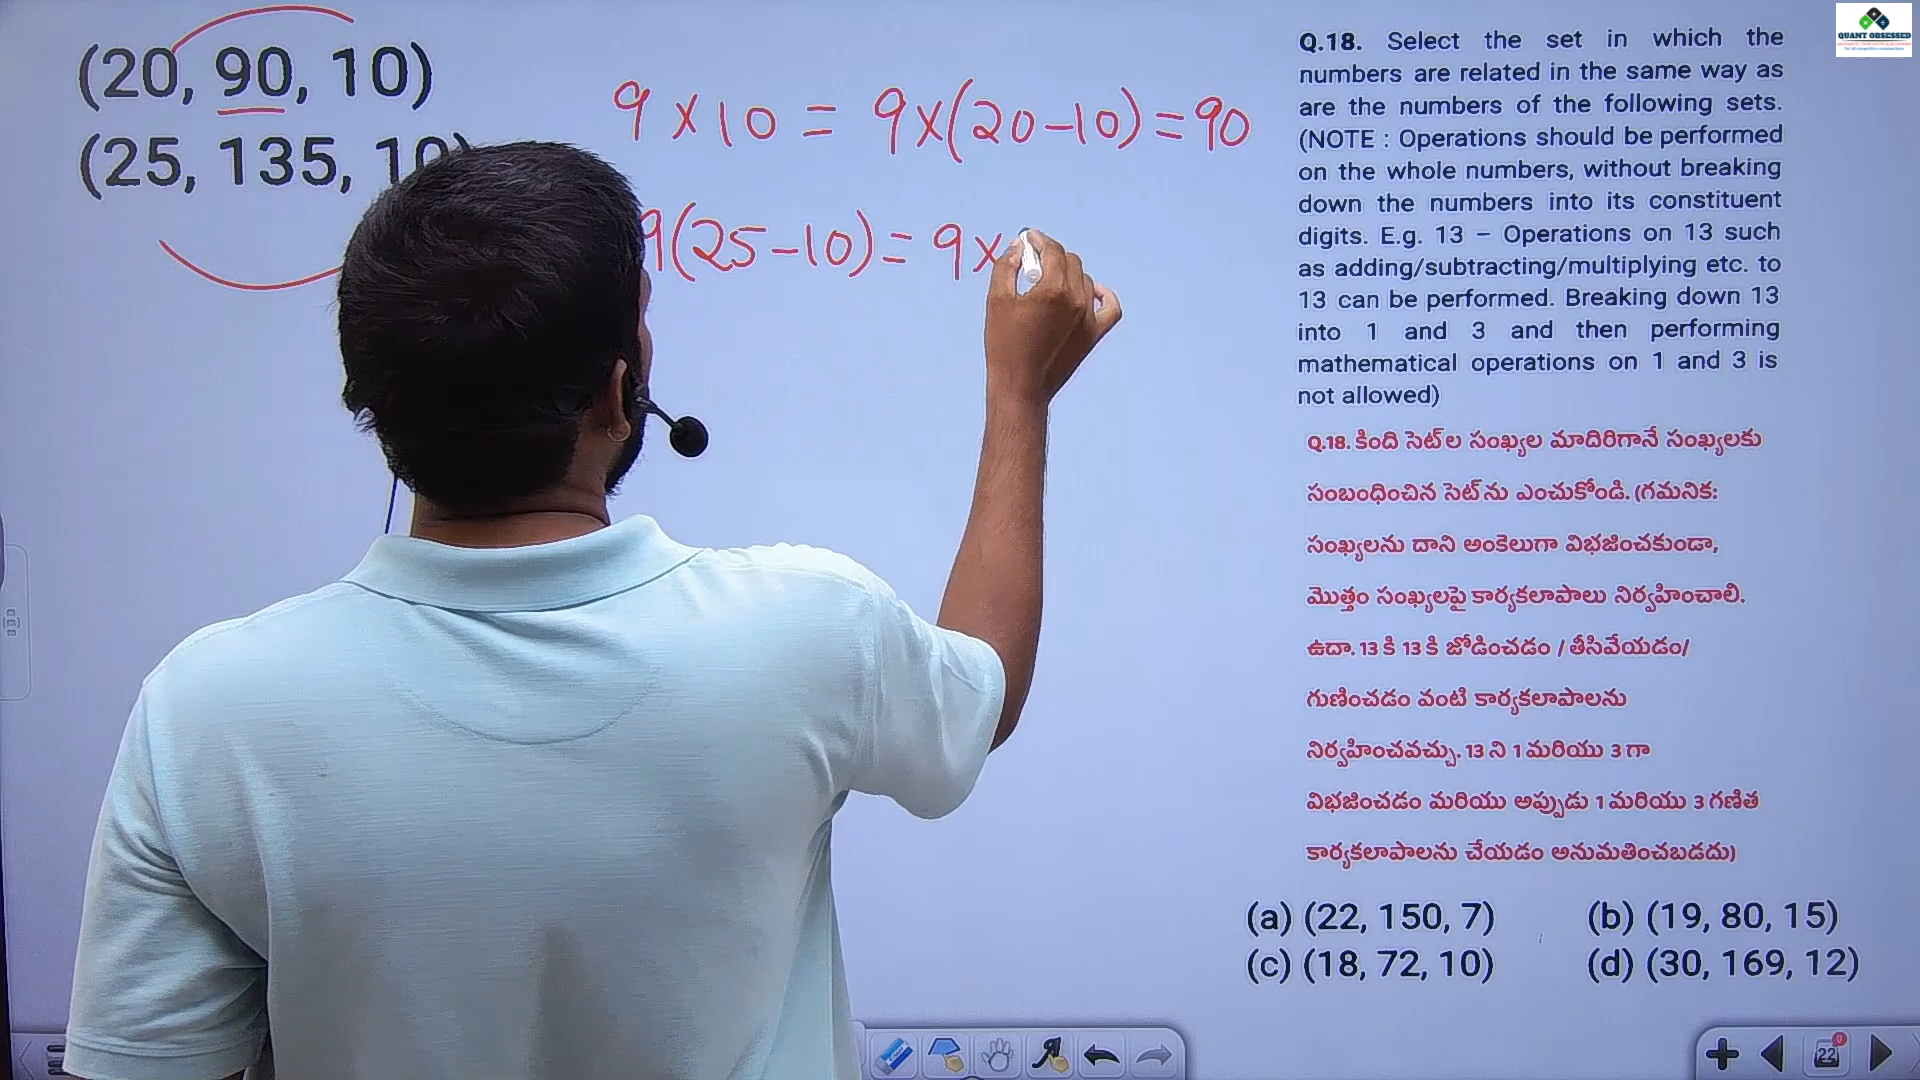 (20, 90, 10)
(25, 135, 10)
9 × 10 = 9×(20-10) = 90
9(25-10) = 9×
QUANT OBSESSED
Q.18. Select the set in which the
numbers are related in the same way as
are the numbers of the following sets.
(NOTE : Operations should be performed
on the whole numbers, without breaking
down the numbers into its constituent
digits. E.g. 13 – Operations on 13 such
as adding/subtracting/multiplying etc. to
13 can be performed. Breaking down 13
into 1 and 3 and then performing
mathematical operations on 1 and 3 is
not allowed)
Q.18. కింది సెట్‌ల సంఖ్యల మాదిరిగానే సంఖ్యలకు
సంబంధించిన సెట్‌ను ఎంచుకోండి. (గమనిక:
సంఖ్యలను దాని అంకెలుగా విభజించకుండా,
మొత్తం సంఖ్యలపై కార్యకలాపాలు నిర్వహించాలి.
ఉదా. 13 కి 13 కి జోడించడం / తీసివేయడం/
గుణించడం వంటి కార్యకలాపాలను
నిర్వహించవచ్చు. 13 ని 1 మరియు 3 గా
విభజించడం మరియు అప్పుడు 1 మరియు 3 గణిత
కార్యకలాపాలను చేయడం అనుమతించబడదు)
(a) (22, 150, 7) (b) (19, 80, 15)
(c) (18, 72, 10) (d) (30, 169, 12)
22
0